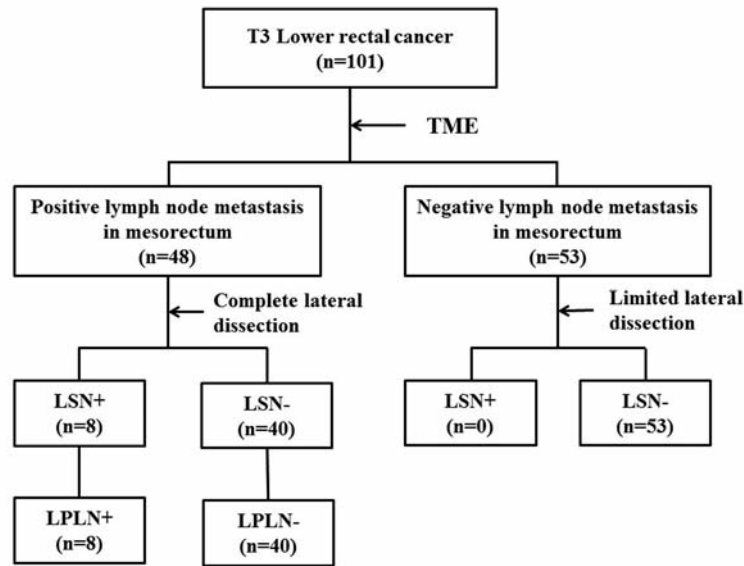 T3 Lower rectal cancer
(n=101)
TME
Positive lymph node metastasis
in mesorectum
(n=48)
Negative lymph node metastasis
in mesorectum
(n=53)
Complete lateral
dissection
Limited lateral
dissection
LSN+
(n=8)
LSN-
(n=40)
LSN+
(n=0)
LSN-
(n=53)
LPLN+
(n=8)
LPLN-
(n=40)